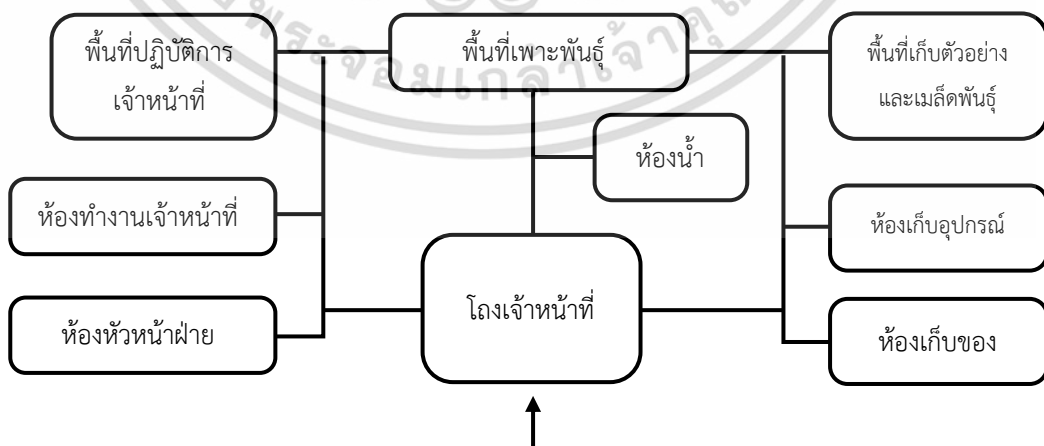 พื้นที่ปฏิบัติการ
เจ้าหน้าที่
พื้นที่เพาะพันธุ์
พื้นที่เก็บตัวอย่าง
และเมล็ดพันธุ์
ห้องน้ำ
ห้องทำงานเจ้าหน้าที่
ห้องเก็บอุปกรณ์
โถงเจ้าหน้าที่
ห้องหัวหน้าฝ่าย
ห้องเก็บของ